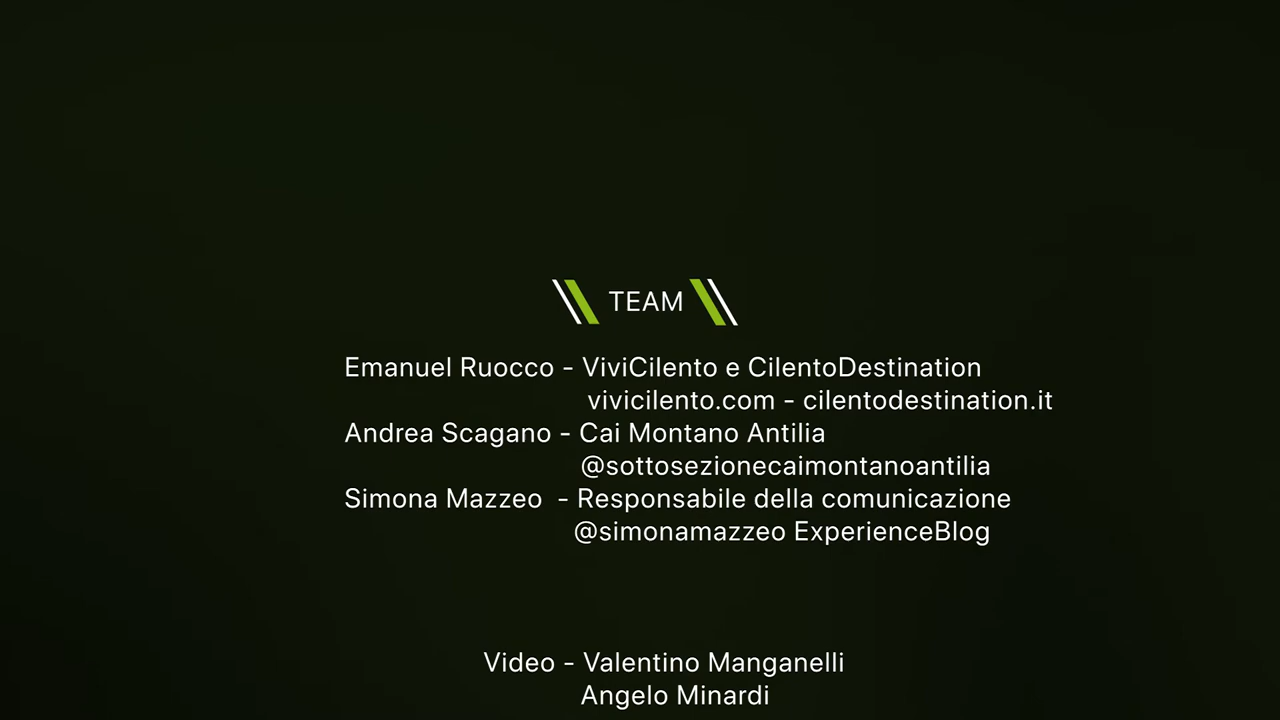 TEAM
Emanuel Ruocco - ViviCilento e CilentoDestination
vivicilento.com - cilentodestination.it
Andrea Scagano - Cai Montano Antilia
@sottosezionecaimontanoantilia
Simona Mazzeo - Responsabile della comunicazione
@simonamazzeo ExperienceBlog
Video - Valentino Manganelli
Angelo Minardi